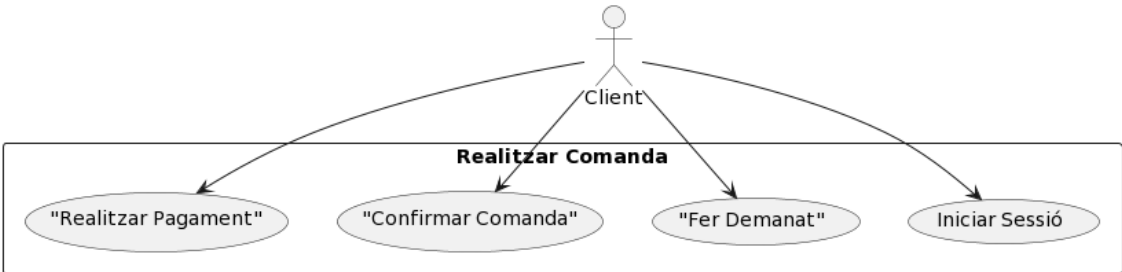 Client
Realitzar Comanda
"Realitzar Pagament"
"Confirmar Comanda"
"Fer Demanat"
Iniciar Sessió